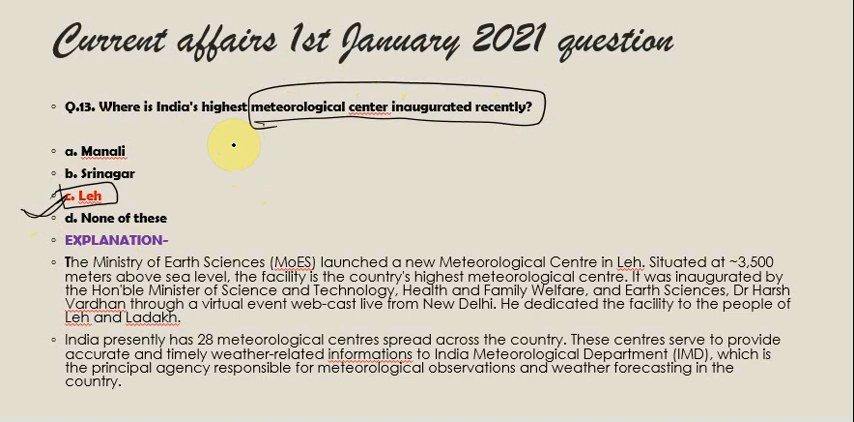 Current affairs 1st January 2021 question
Q.13. Where is India's highest meteorological center inaugurated recently?
a. Manali
b. Srinagar
c. Leh
d. None of these
EXPLANATION-
The Ministry of Earth Sciences (MoES) launched a new Meteorological Centre in Leh. Situated at ~3,500
meters above sea level, the facility is the country's highest meteorological centre. It was inaugurated by
the Hon'ble Minister of Science and Technology, Health and Family Welfare, and Earth Sciences, Dr Harsh
Vardhan through a virtual event web-cast live from New Delhi. He dedicated the facility to the people of
Leh and Ladakh.
India presently has 28 meteorological centres spread across the country. These centres serve to provide
accurate and timely weather-related informations to India Meteorological Department (IMD), which is
the principal agency responsible for meteorological observations and weather forecasting in the
country.